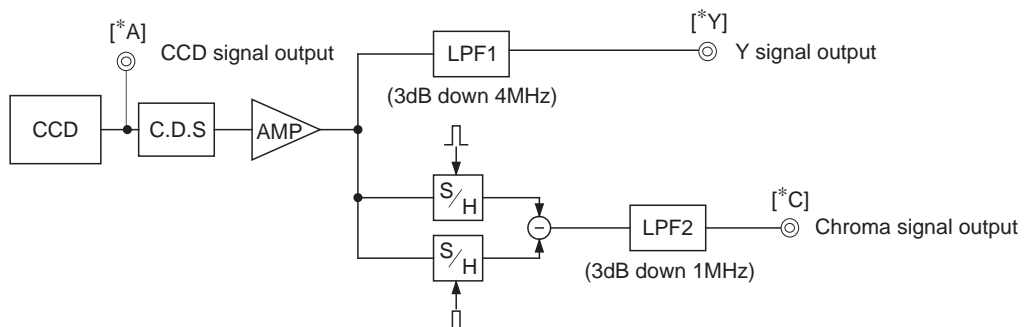 [*A]
CCD signal output
[*Y]
Y signal output
LPF1
(3dB down 4MHz)
CCD
C.D.S
AMP
S/H
[*C]
Chroma signal output
−
LPF2
(3dB down 1MHz)
S/H